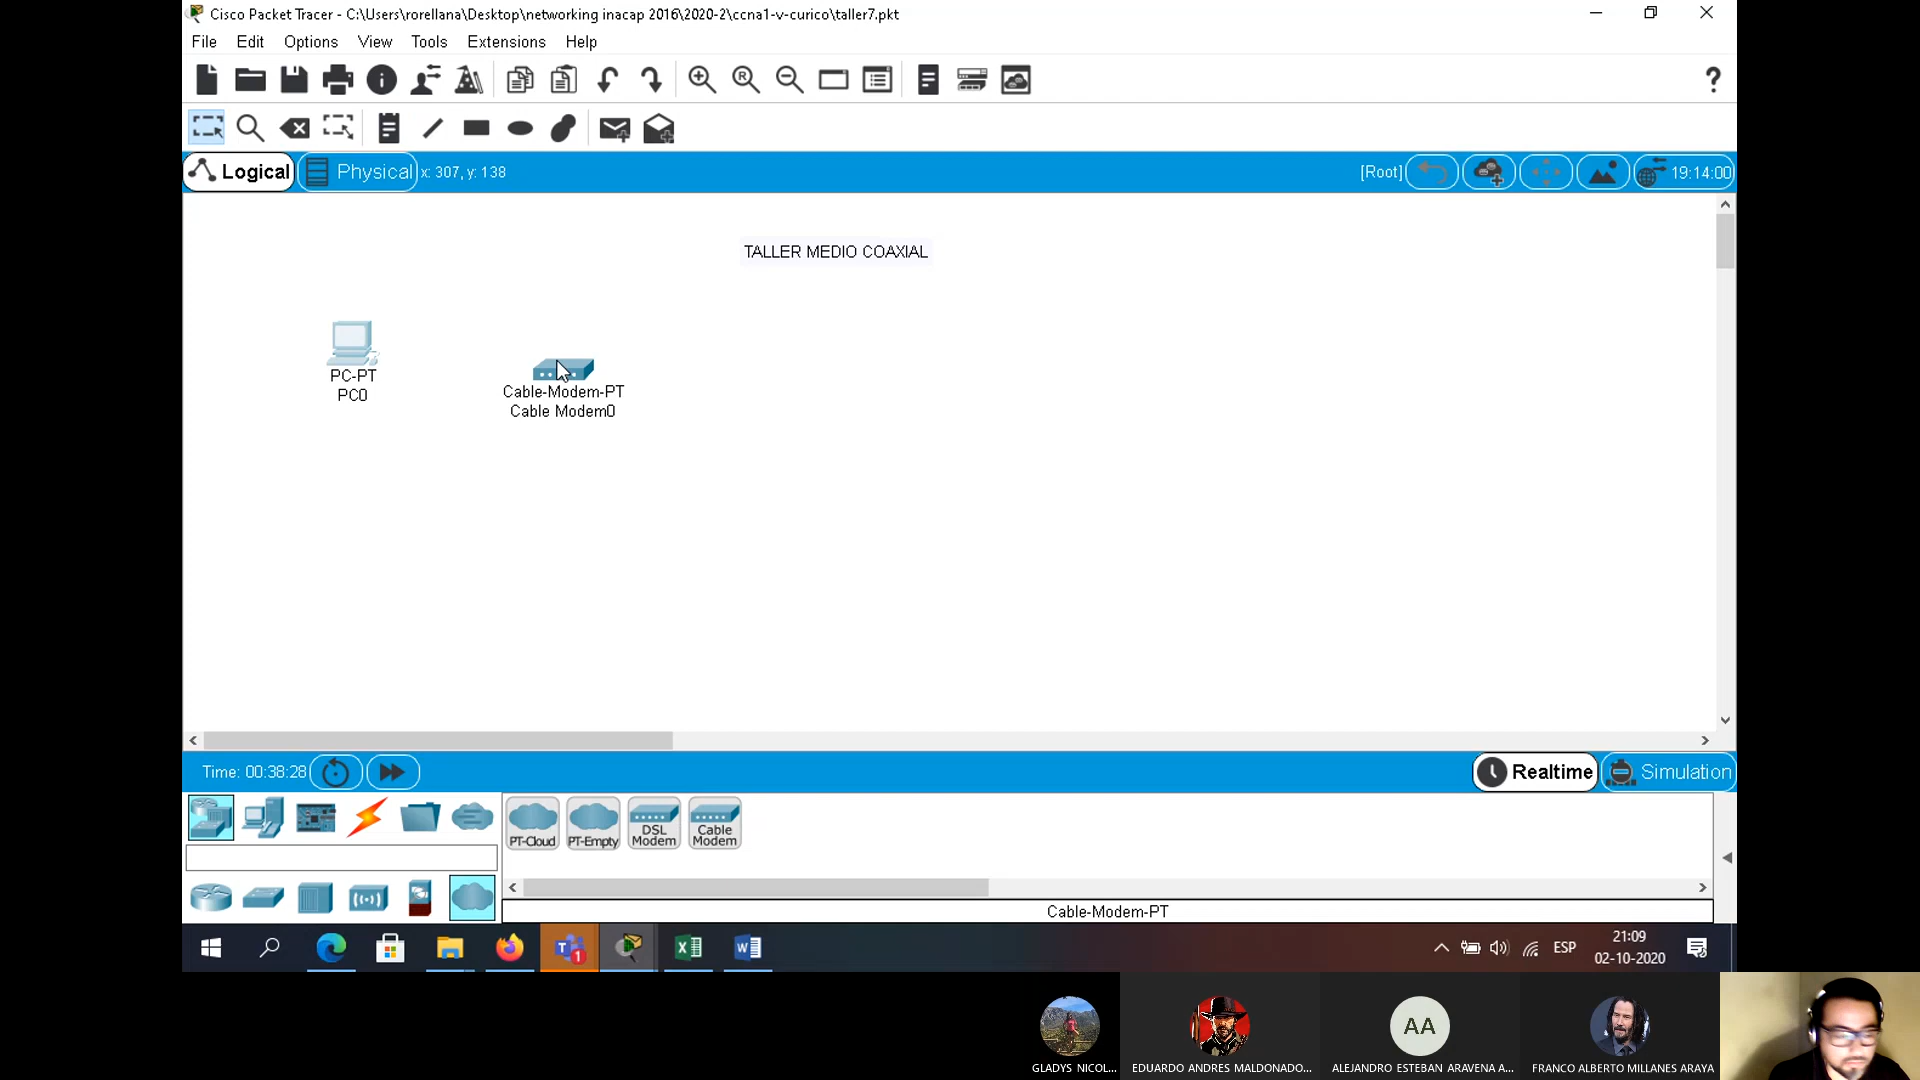 Cisco Packet Tracer - C:\Users\rorellana\Desktop\networking inacap 2016\2020-2\ccna1-v-curico\taller7.pkt
File Edit Options View Tools Extensions Help
Logical Physical x: 307, y: 138 [Root] 19:14:00
TALLER MEDIO COAXIAL
PC-PT
PC0
Cable-Modem-PT
Cable Modem0
Time: 00:38:28 Realtime Simulation
PT-Cloud PT-Empty DSL Modem Cable Modem
Cable-Modem-PT
1
ESP
21:09
02-10-2020
AA
GLADYS NICOL... EDUARDO ANDRES MALDONADO... ALEJANDRO ESTEBAN ARAVENA A... FRANCO ALBERTO MILLANES ARAYA